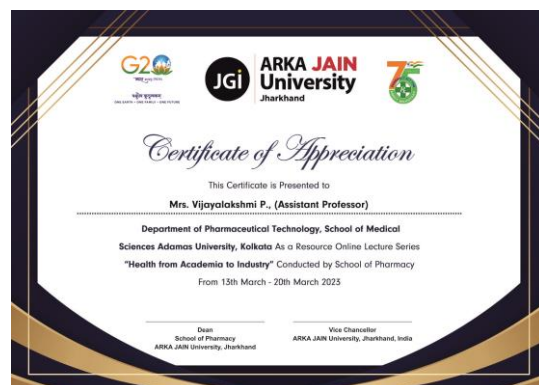 G20
वसुधैव कुटुम्बकम्
ONE EARTH • ONE FAMILY • ONE FUTURE
JGi
ARKA JAIN
University
Jharkhand
75
Certificate of Appreciation
This Certificate is Presented to
Mrs. Vijayalakshmi P., (Assistant Professor)
Department of Pharmaceutical Technology, School of Medical
Sciences Adamas University, Kolkata As a Resource Online Lecture Series
"Health from Academia to Industry" Conducted by School of Pharmacy
From 13th March - 20th March 2023
Dean
School of Pharmacy
ARKA JAIN University, Jharkhand
Vice Chancellor
ARKA JAIN University, Jharkhand, India